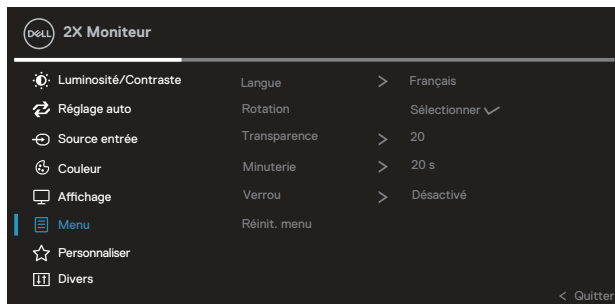 DELL 2X Moniteur
Luminosité/Contraste
Langue > Français
Réglage auto
Rotation Sélectionner
Source entrée
Transparence > 20
Couleur
Minuterie > 20 s
Affichage
Verrou > Désactivé
Menu
Réinit. menu
Personnaliser
Divers
< Quitter